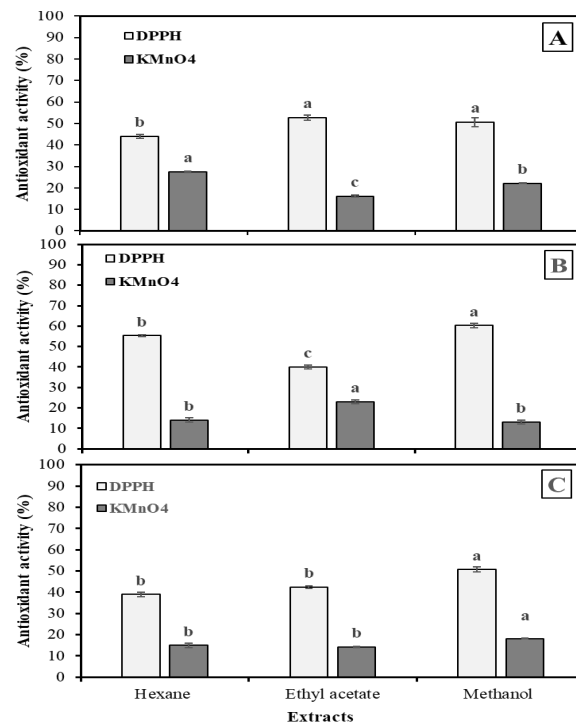 100
90
80
70
60
50
40
30
20
10
0
Antioxidant activity (%)
DPPH
KMnO4
A
b
a
a
c
a
b
100
90
80
70
60
50
40
30
20
10
0
Antioxidant activity (%)
DPPH
KMnO4
B
b
b
c
a
a
b
100
90
80
70
60
50
40
30
20
10
0
Antioxidant activity (%)
DPPH
KMnO4
C
b
b
b
b
a
a
Hexane Ethyl acetate Methanol
Extracts